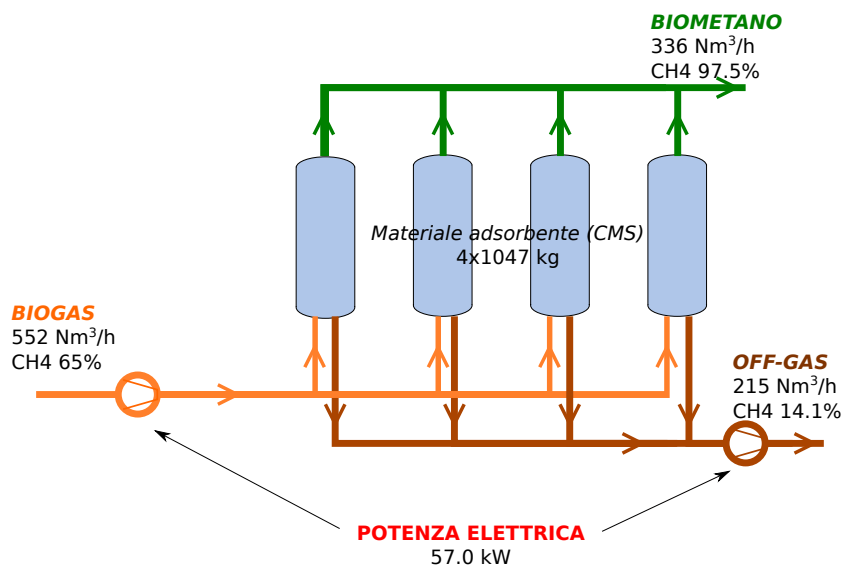 BIOMETANO
336 Nm³/h
CH4 97.5%
Materiale adsorbente (CMS)
4x1047 kg
BIOGAS
552 Nm³/h
CH4 65%
OFF-GAS
215 Nm³/h
CH4 14.1%
POTENZA ELETTRICA
57.0 kW